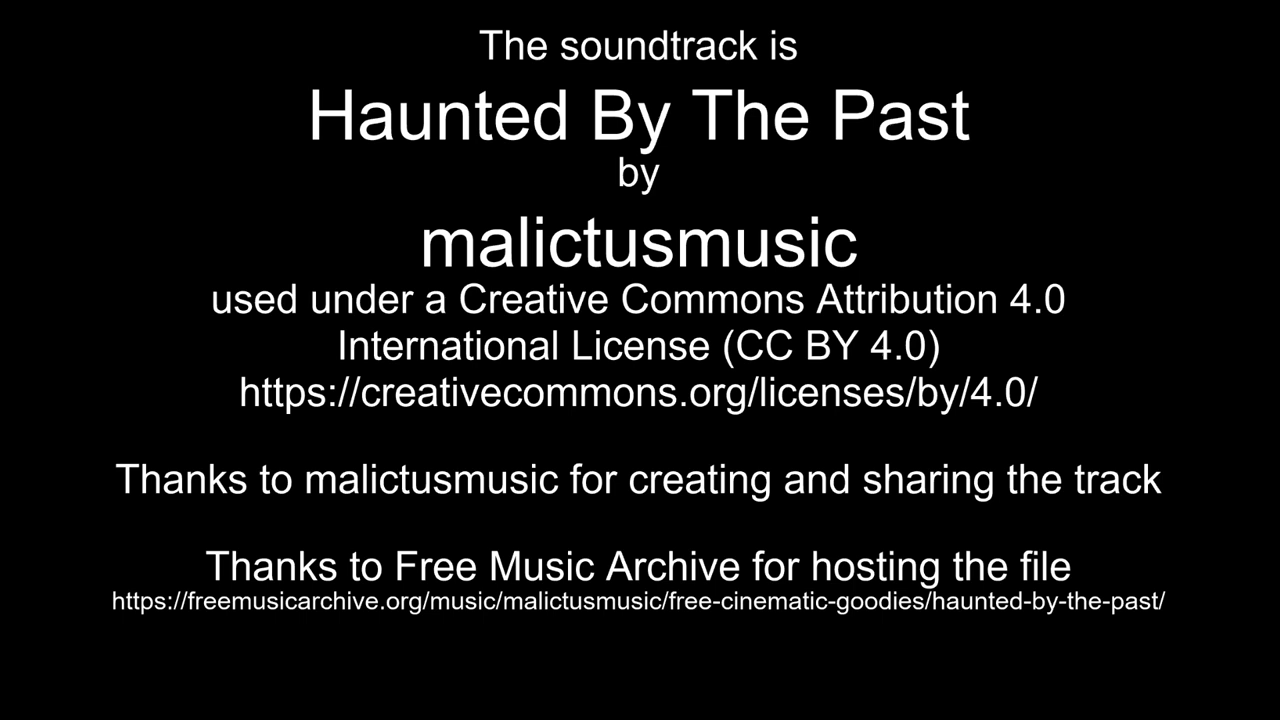 The soundtrack is
Haunted By The Past
by
malictusmusic
used under a Creative Commons Attribution 4.0
International License (CC BY 4.0)
https://creativecommons.org/licenses/by/4.0/
Thanks to malictusmusic for creating and sharing the track
Thanks to Free Music Archive for hosting the file
https://freemusicarchive.org/music/malictusmusic/free-cinematic-goodies/haunted-by-the-past/